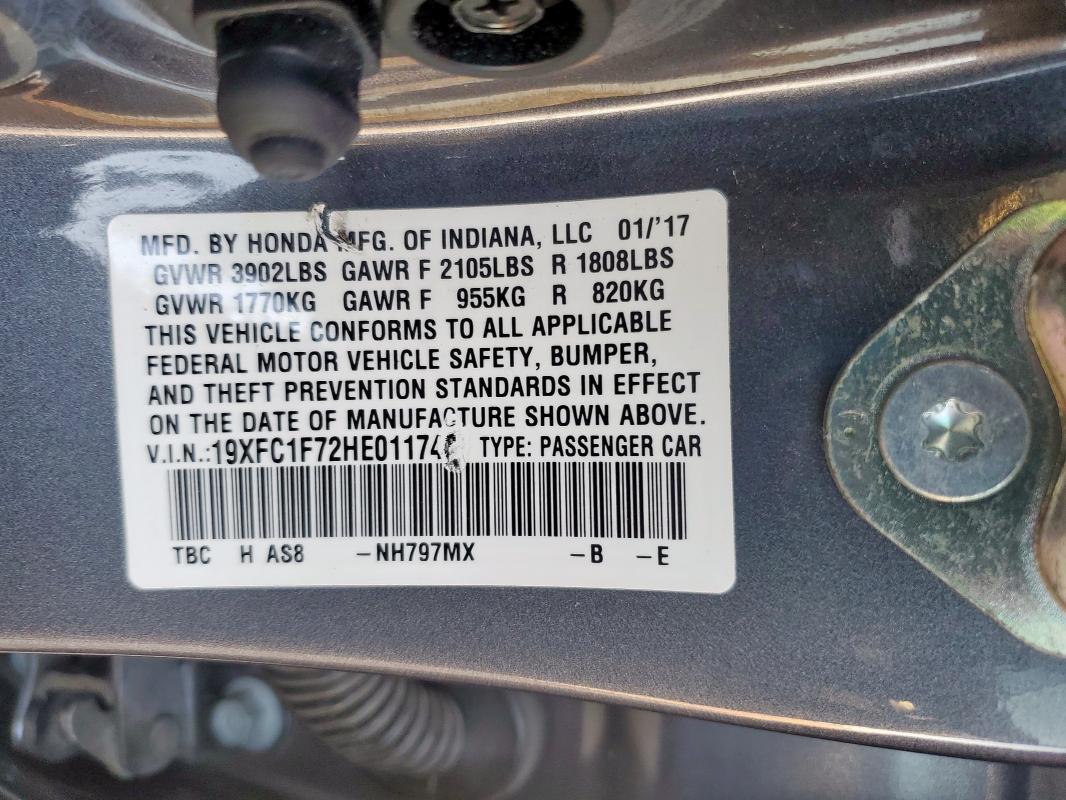 MFD. BY HONDA MFG. OF INDIANA, LLC 01/'17
GVWR 3902LBS GAWR F 2105LBS R 1808LBS
GVWR 1770KG GAWR F 955KG R 820KG
THIS VEHICLE CONFORMS TO ALL APPLICABLE
FEDERAL MOTOR VEHICLE SAFETY, BUMPER,
AND THEFT PREVENTION STANDARDS IN EFFECT
ON THE DATE OF MANUFACTURE SHOWN ABOVE.
V.I.N.: TYPE: PASSENGER CAR
TBC H AS8 -NH797MX -B -E